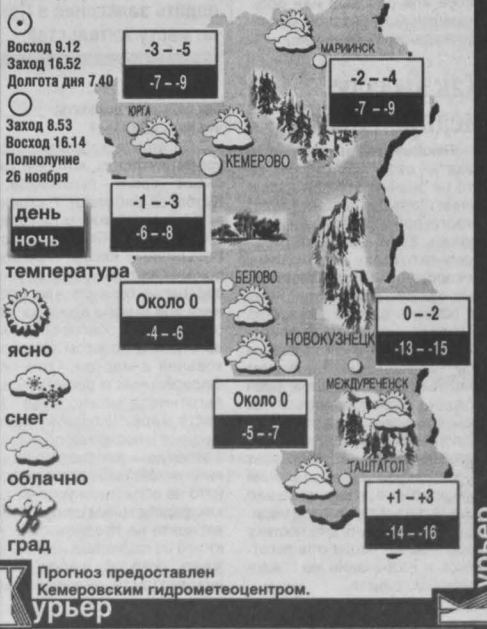 Восход 9.12
Заход 16.52
Долгота дня 7.40
Заход 8.53
Восход 16.14
Полнолуние
26 ноября
день
ночь
температура
ясно
снег
облачно
град
-3 – -5
-7 – -9
МАРИИНСК
-2 – -4
-7 – -9
ЮРГА
КЕМЕРОВО
-1 – -3
-6 – -8
БЕЛОВО
Около 0
-4 – -6
0 – -2
-13 – -15
НОВОКУЗНЕЦК
МЕЖДУРЕЧЕНСК
Около 0
-5 – -7
ТАШТАГОЛ
+1 – +3
-14 – -16
Прогноз предоставлен
Кемеровским гидрометеоцентром.
Курьер
урьер